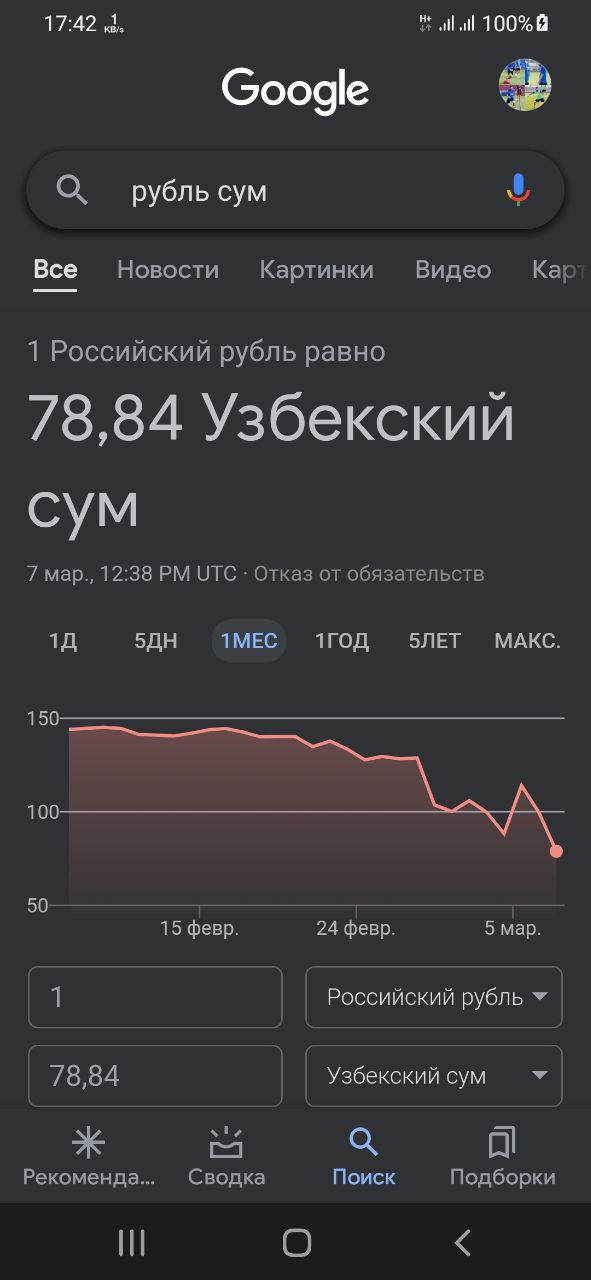 17:42 1 KB/s H+ 100%
Google
рубль сум
Все Новости Картинки Видео Карт
1 Российский рубль равно
78,84 Узбекский
сум
7 мар., 12:38 PM UTC · Отказ от обязательств
1Д 5ДН 1МЕС 1ГОД 5ЛЕТ МАКС.
150
100
50
15 февр. 24 февр. 5 мар.
1 Российский рубль
78,84 Узбекский сум
Рекоменда... Сводка Поиск Подборки